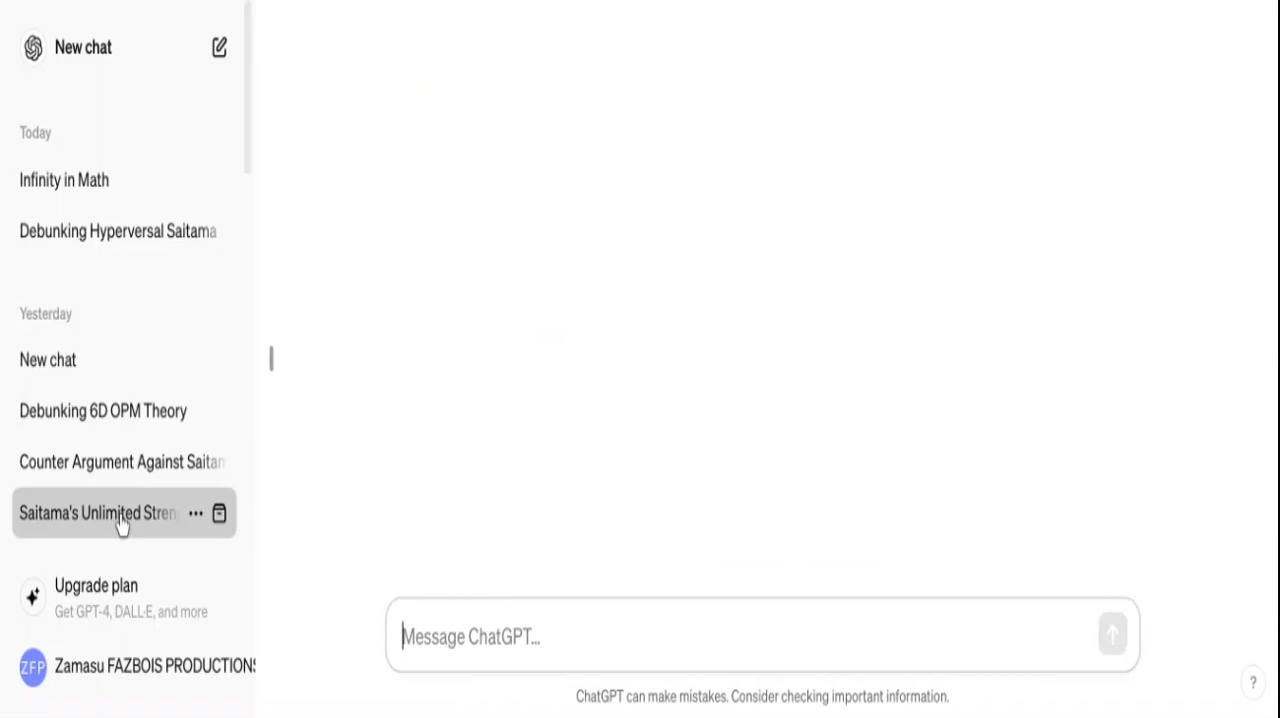 New chat
Today
Infinity in Math
Debunking Hyperversal Saitama
Yesterday
New chat
Debunking 6D OPM Theory
Counter Argument Against Saitam
Saitama's Unlimited Stren
Upgrade plan
Get GPT-4, DALL·E, and more
ZFP Zamasu FAZBOIS PRODUCTIONS
Message ChatGPT...
ChatGPT can make mistakes. Consider checking important information.
?